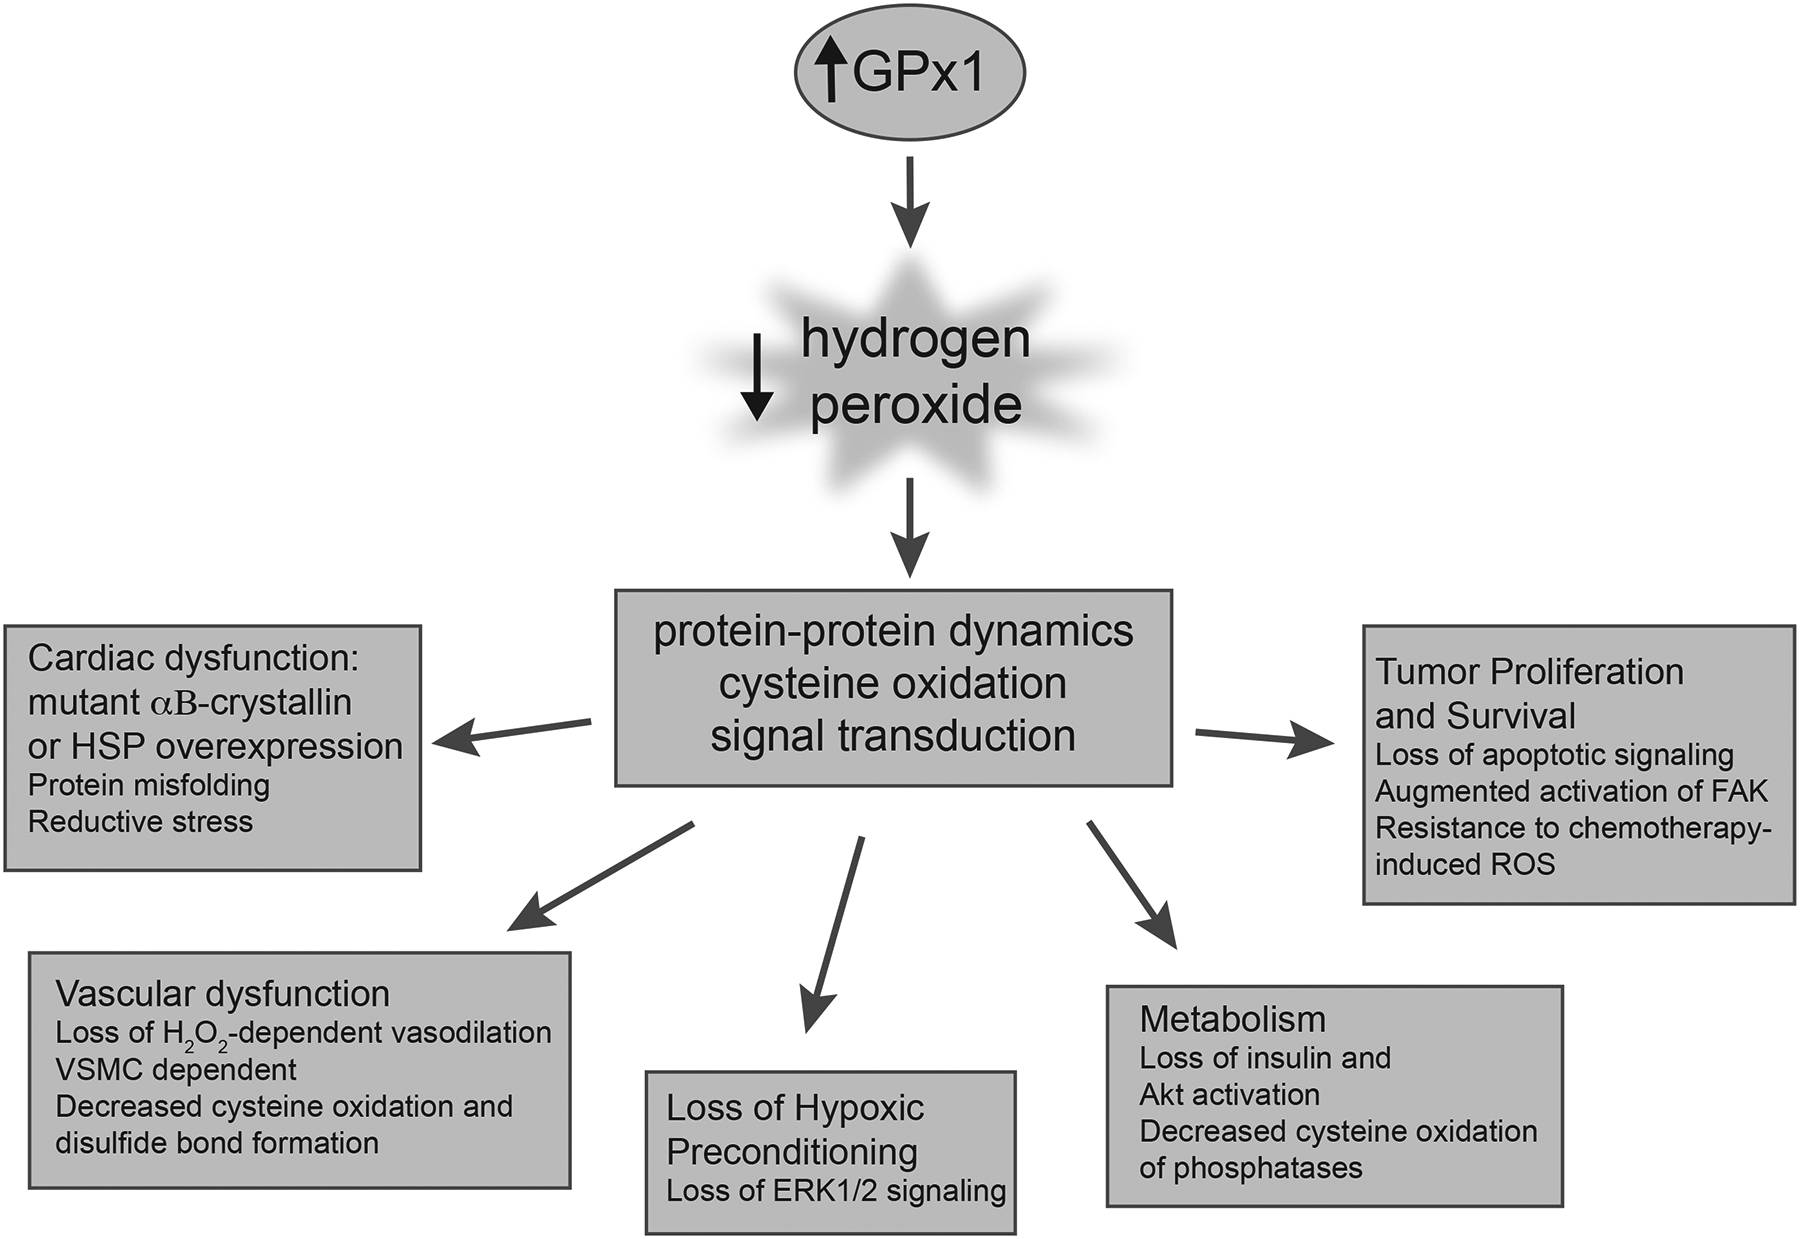 GPx1
hydrogen
peroxide
protein-protein dynamics
cysteine oxidation
signal transduction
Cardiac dysfunction:
mutant αB-crystallin
or HSP overexpression
Protein misfolding
Reductive stress
Tumor Proliferation
and Survival
Loss of apoptotic signaling
Augmented activation of FAK
Resistance to chemotherapy-
induced ROS
Vascular dysfunction
Loss of H₂O₂-dependent vasodilation
VSMC dependent
Decreased cysteine oxidation and
disulfide bond formation
Loss of Hypoxic
Preconditioning
Loss of ERK1/2 signaling
Metabolism
Loss of insulin and
Akt activation
Decreased cysteine oxidation
of phosphatases